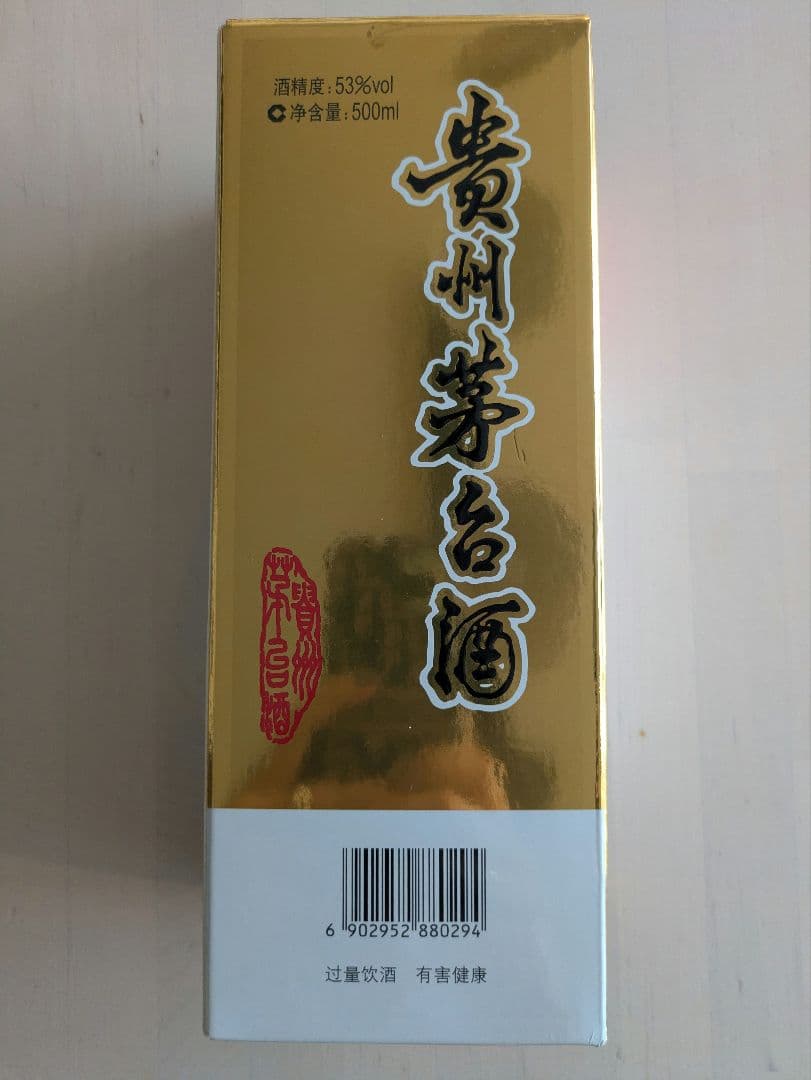 酒精度:53%vol
净含量:500ml
贵州茅台酒
貴州
茅台酒
6 902952 880294
过量饮酒 有害健康